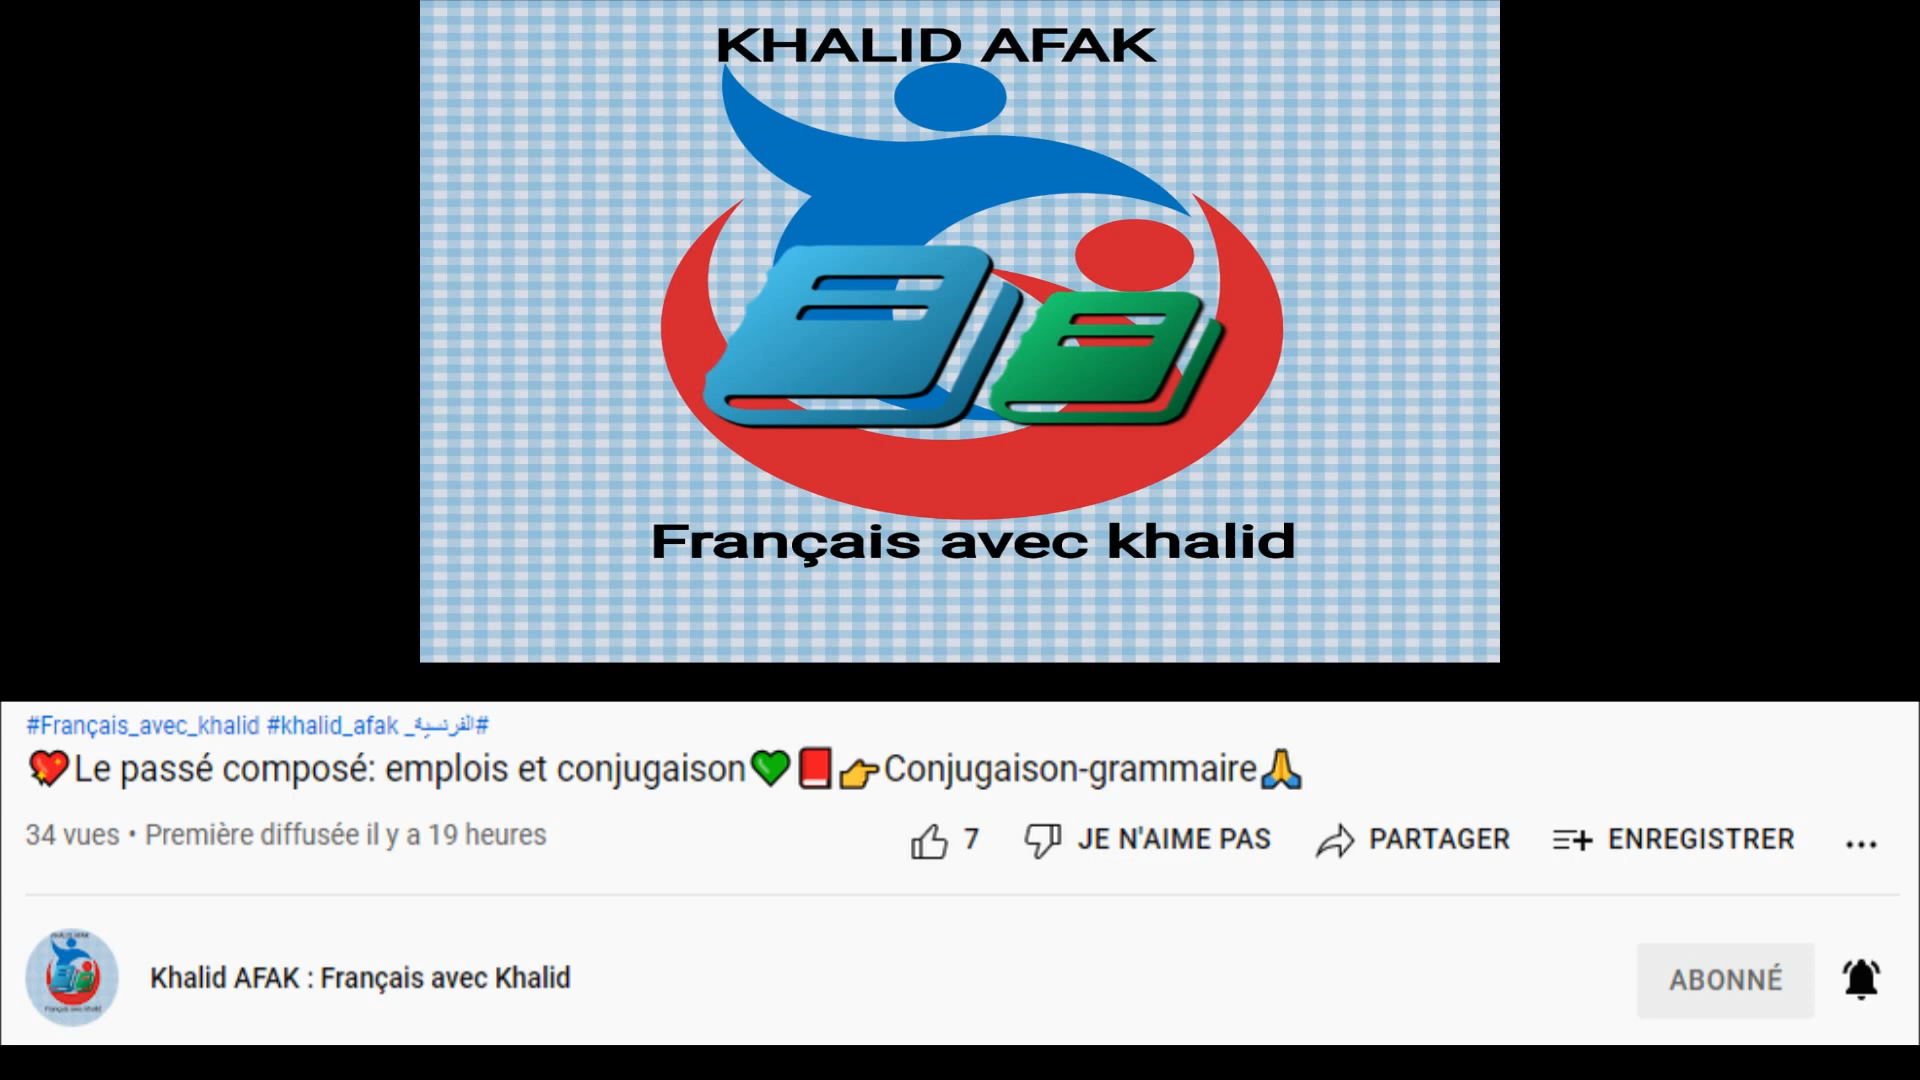 KHALID AFAK
Français avec khalid
#Français_avec_khalid #khalid_afak #الفرنسية_
💖Le passé composé: emplois et conjugaison💚📕👉Conjugaison-grammaire🙏
34 vues • Première diffusée il y a 19 heures
7 JE N'AIME PAS PARTAGER ENREGISTRER ...
Khalid AFAK : Français avec Khalid
ABONNÉ